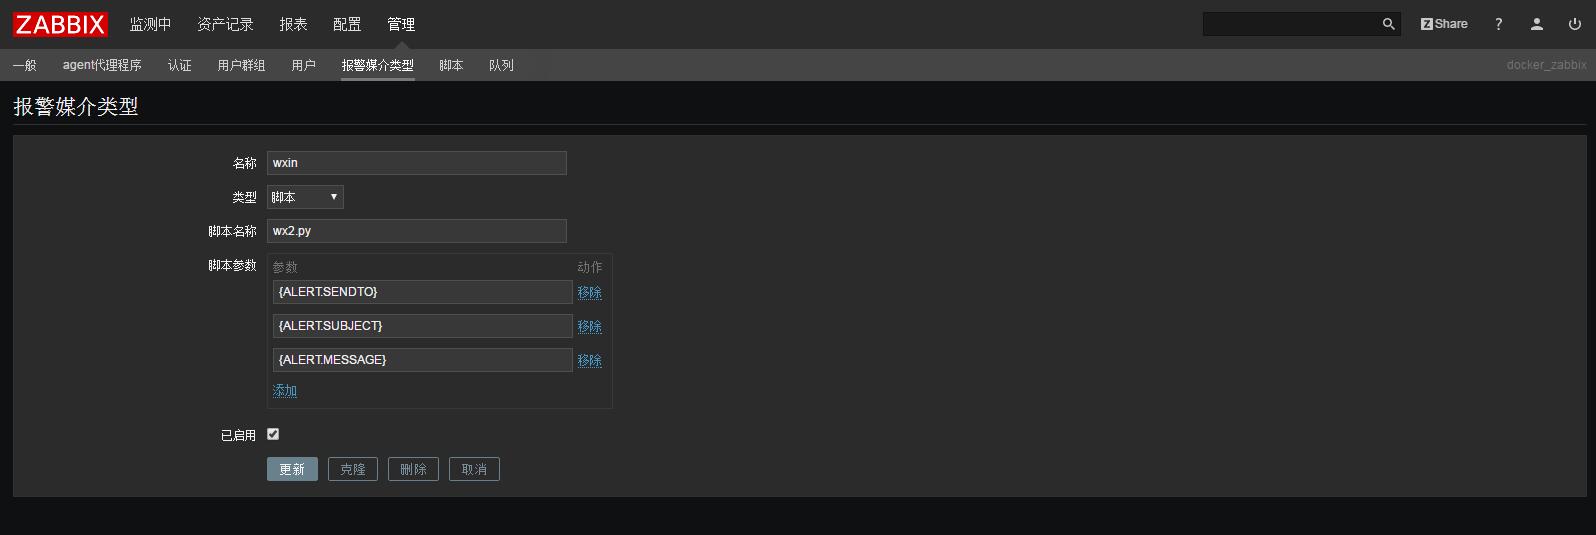 ZABBIX 监测中 资产记录 报表 配置 管理 Z Share ?
一般 agent代理程序 认证 用户群组 用户 报警媒介类型 脚本 队列 docker_zabbix
报警媒介类型
名称 wxin
类型 脚本
脚本名称 wx2.py
脚本参数 参数 动作
{ALERT.SENDTO} 移除
{ALERT.SUBJECT} 移除
{ALERT.MESSAGE} 移除
添加
已启用
更新 克隆 删除 取消